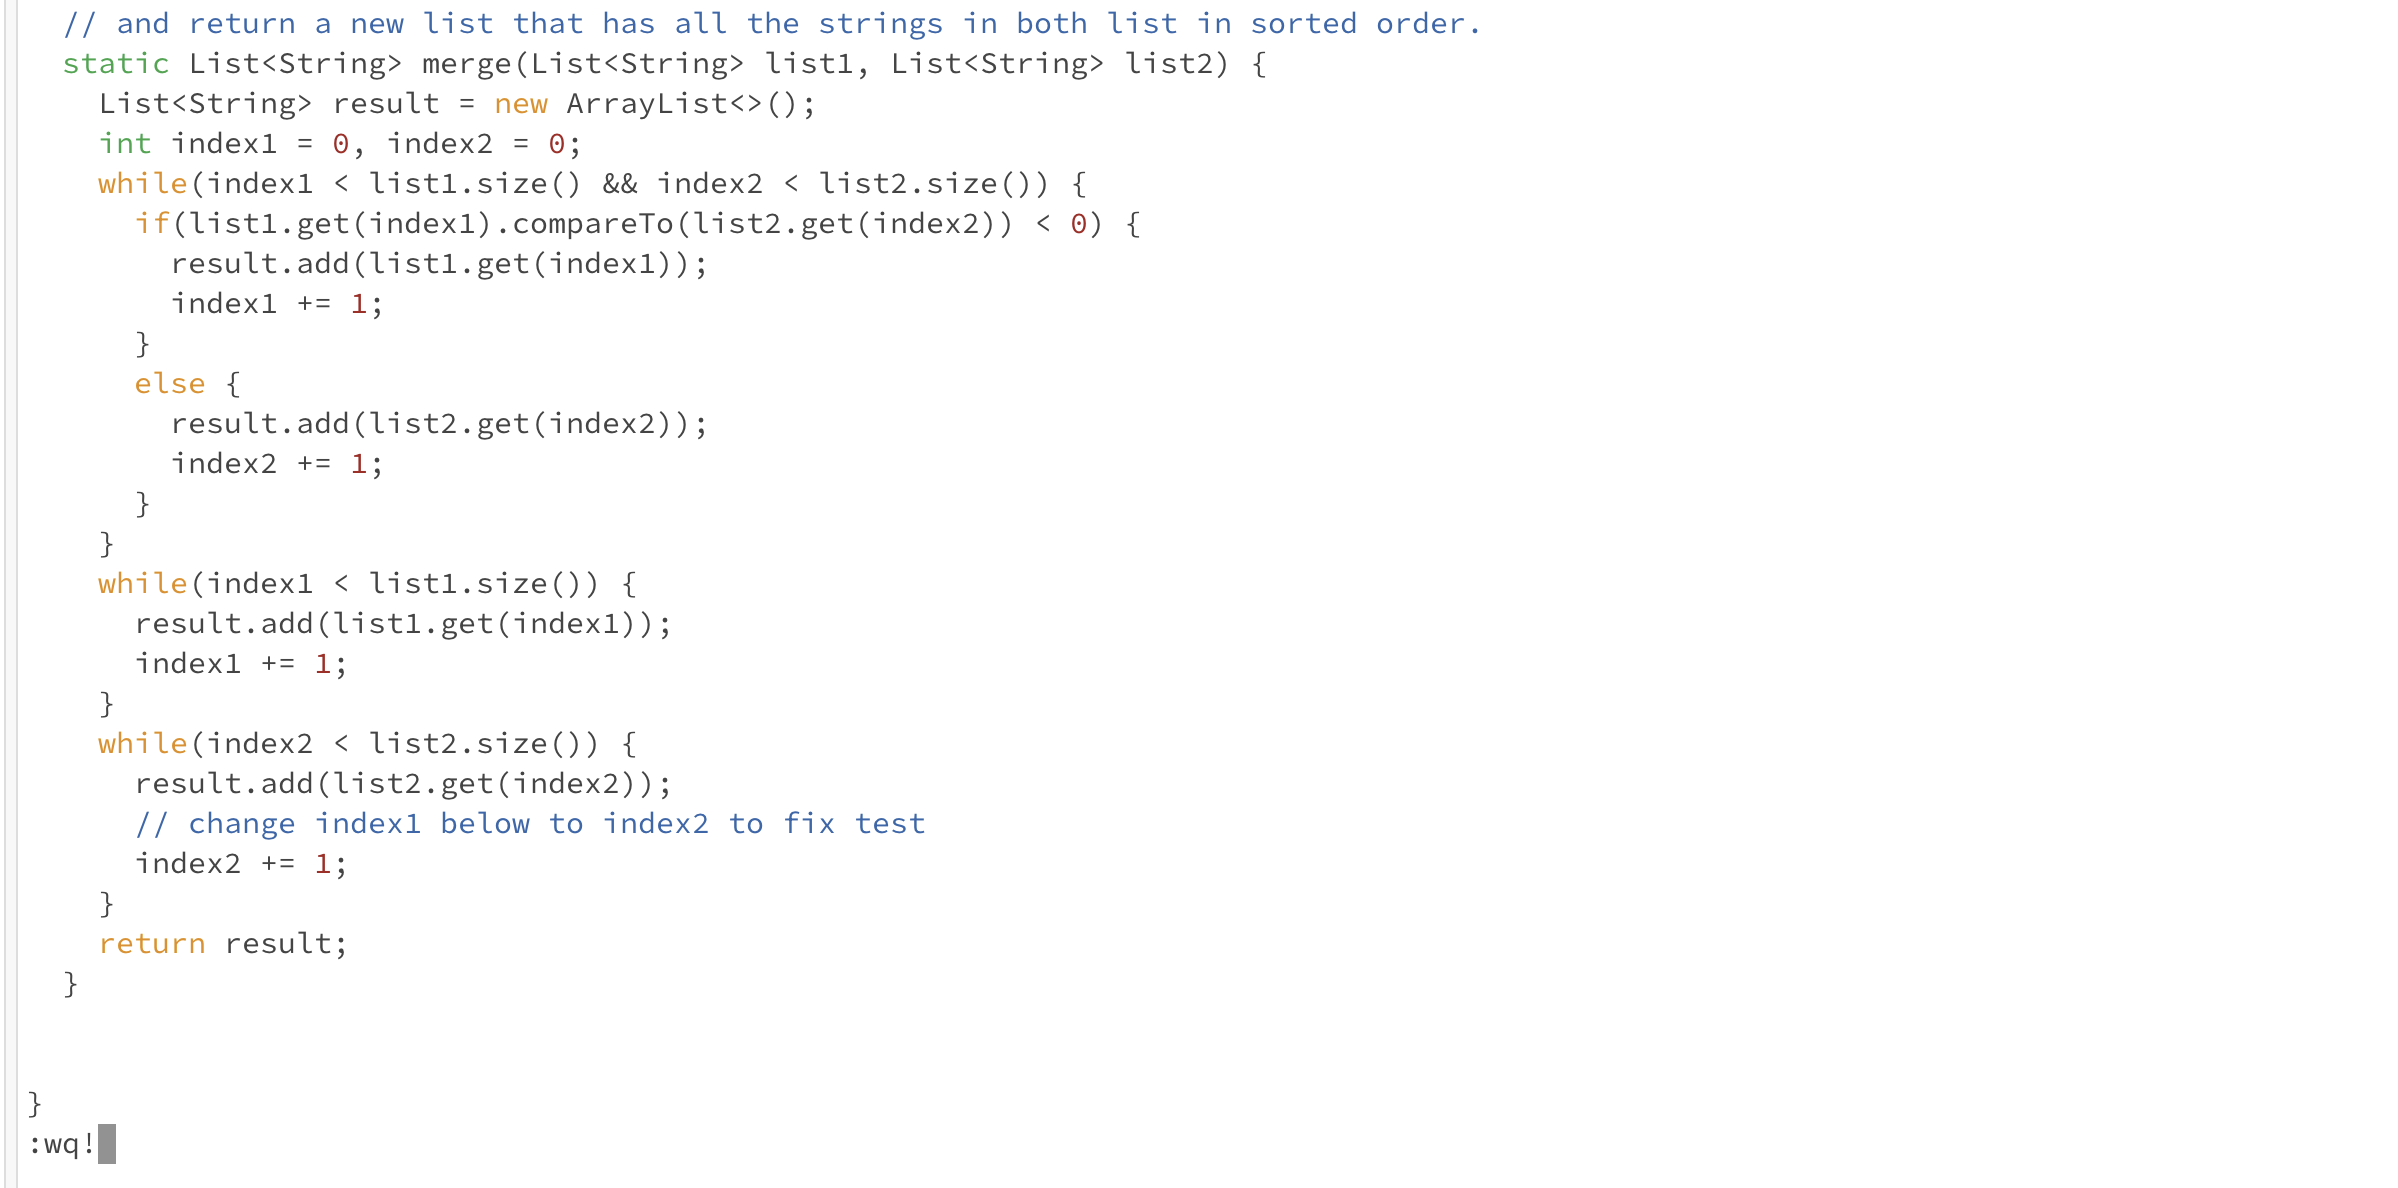 // and return a new list that has all the strings in both list in sorted order.
static List<String> merge(List<String> list1, List<String> list2) {
List<String> result = new ArrayList<>();
int index1 = 0, index2 = 0;
while(index1 < list1.size() && index2 < list2.size()) {
if(list1.get(index1).compareTo(list2.get(index2)) < 0) {
result.add(list1.get(index1));
index1 += 1;
}
else {
result.add(list2.get(index2));
index2 += 1;
}
}
while(index1 < list1.size()) {
result.add(list1.get(index1));
index1 += 1;
}
while(index2 < list2.size()) {
result.add(list2.get(index2));
// change index1 below to index2 to fix test
index2 += 1;
}
return result;
}
}
:wq!